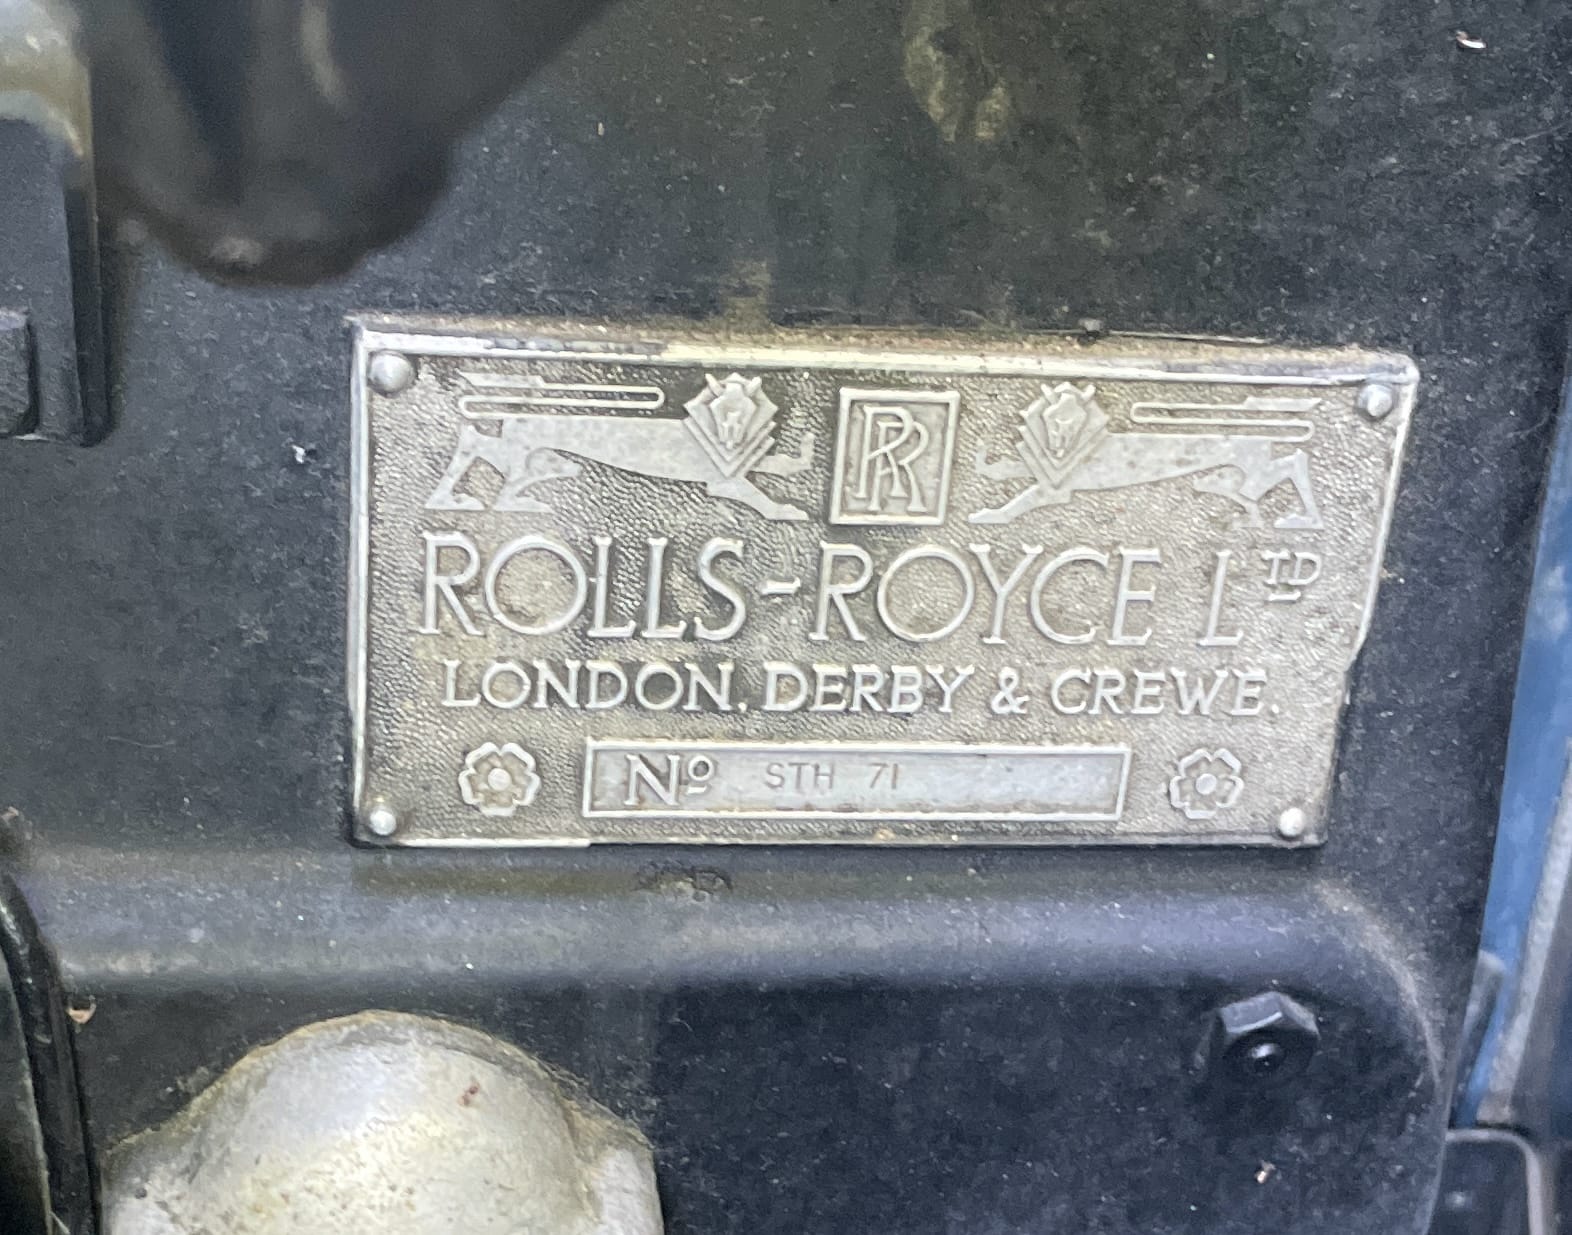 RR
ROLLS-ROYCE LTD
LONDON. DERBY & CREWE.
No STH 71